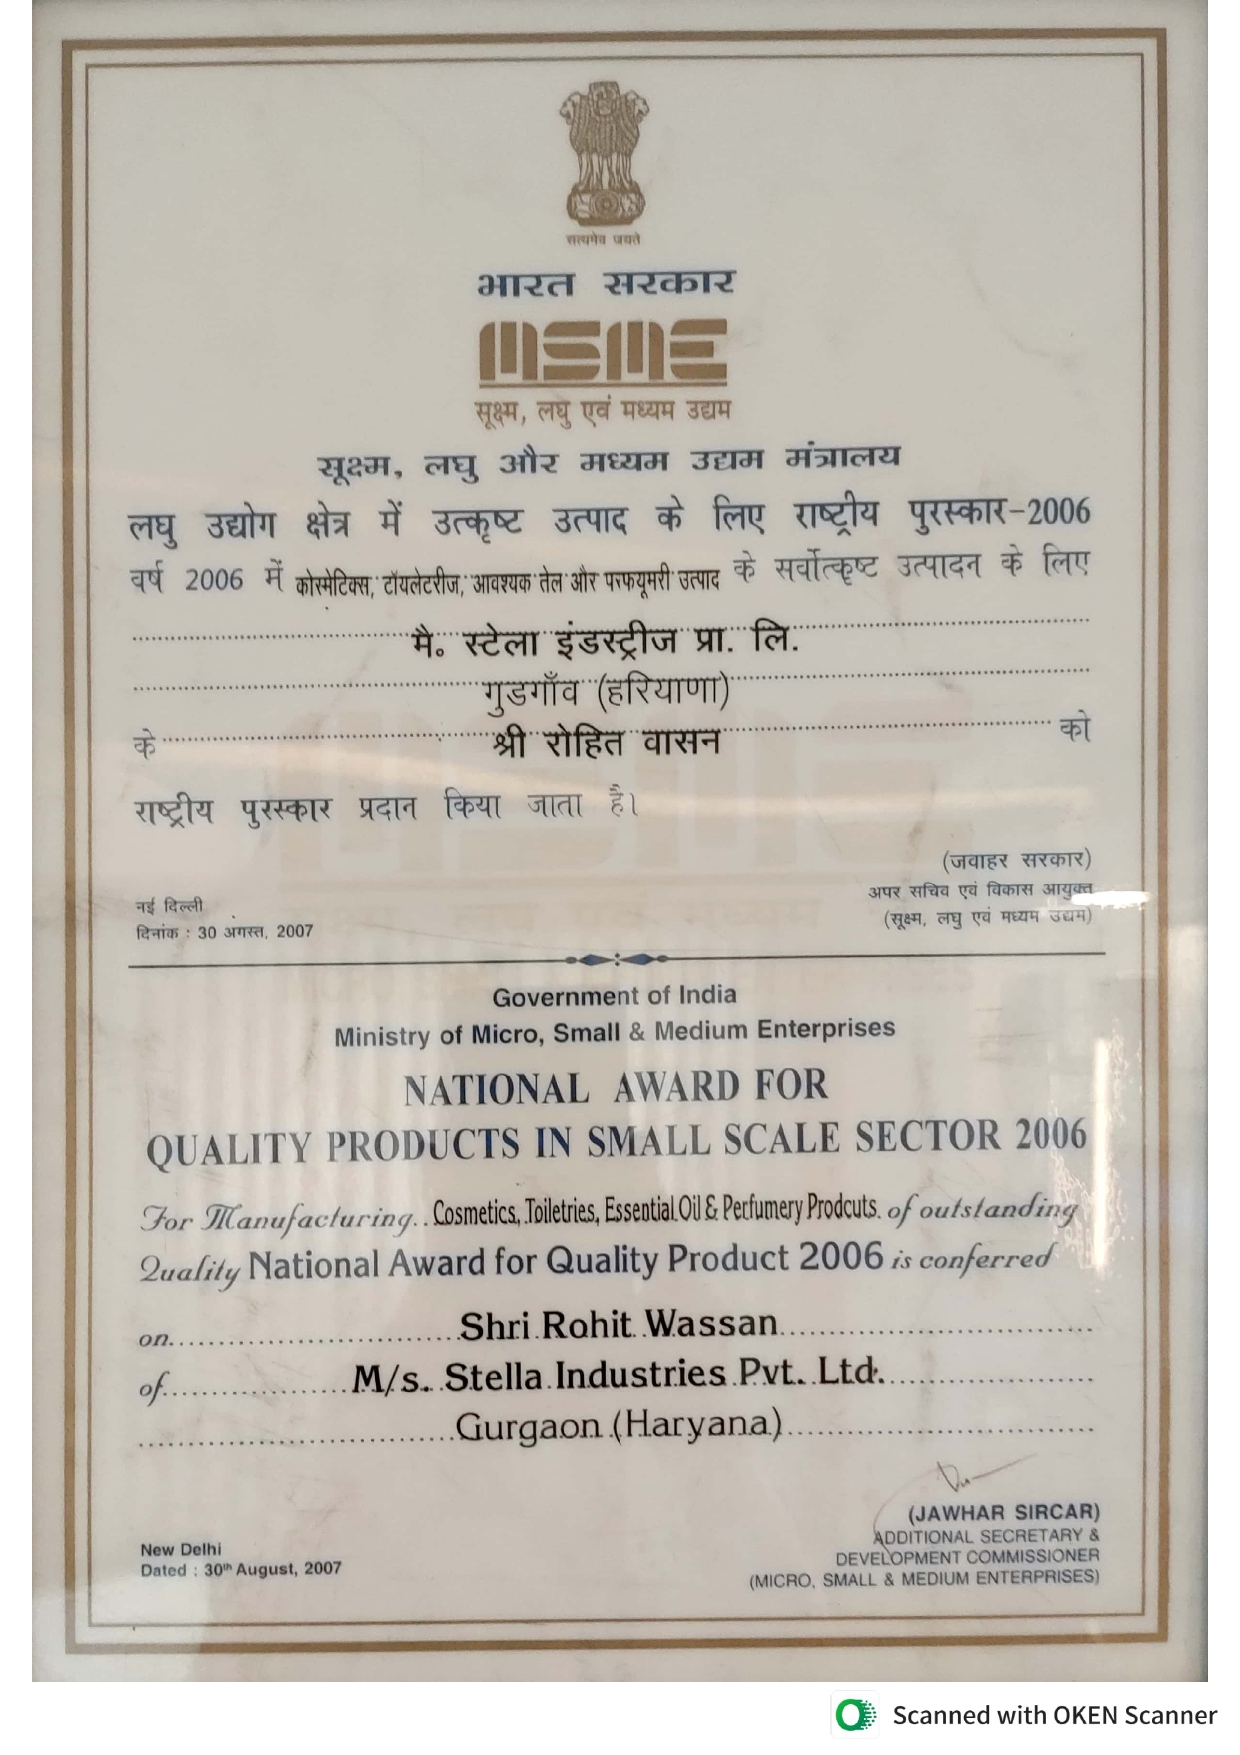 सत्यमेव जयते
भारत सरकार
MSME
सूक्ष्म, लघु एवं मध्यम उद्यम
सूक्ष्म, लघु और मध्यम उद्यम मंत्रालय
लघु उद्योग क्षेत्र में उत्कृष्ट उत्पाद के लिए राष्ट्रीय पुरस्कार-2006
वर्ष 2006 में कोस्मेटिक्स, टॉयलेटरीज, आवश्यक तेल और परफयूमरी उत्पाद के सर्वोत्कृष्ट उत्पादन के लिए
मै. स्टेला इंडस्ट्रीज प्रा. लि.
गुडगाँव (हरियाणा)
के श्री रोहित वासन को
राष्ट्रीय पुरस्कार प्रदान किया जाता है।
(जवाहर सरकार)
अपर सचिव एवं विकास आयुक्त
(सूक्ष्म, लघु एवं मध्यम उद्यम)
नई दिल्ली
दिनांक : 30 अगस्त, 2007
Government of India
Ministry of Micro, Small & Medium Enterprises
NATIONAL AWARD FOR
QUALITY PRODUCTS IN SMALL SCALE SECTOR 2006
For Manufacturing.. Cosmetics, Toiletries, Essential Oil & Perfumery Prodcuts. of outstanding
Quality National Award for Quality Product 2006 is conferred
on Shri Rohit Wassan
of M/s. Stella Industries Pvt. Ltd.
Gurgaon (Haryana)
(JAWHAR SIRCAR)
ADDITIONAL SECRETARY &
DEVELOPMENT COMMISSIONER
(MICRO, SMALL & MEDIUM ENTERPRISES)
New Delhi
Dated : 30th August, 2007
Scanned with OKEN Scanner